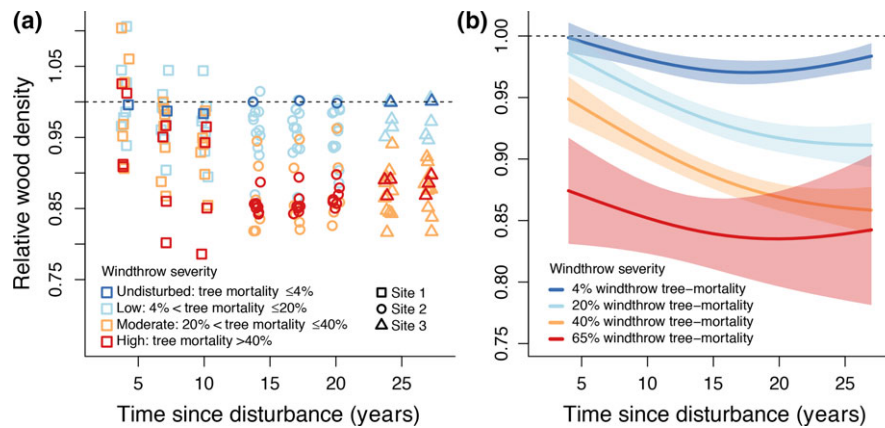 (a)
Relative wood density
1.05
0.95
0.85
0.75
Windthrow severity
Undisturbed: tree mortality ≤4%
Low: 4% < tree mortality ≤20%
Moderate: 20% < tree mortality ≤40%
High: tree mortality >40%
Site 1
Site 2
Site 3
5 10 15 20 25
Time since disturbance (years)
(b)
1.00
0.95
0.90
0.85
0.80
0.75
Windthrow severity
4% windthrow tree−mortality
20% windthrow tree−mortality
40% windthrow tree−mortality
65% windthrow tree−mortality
5 10 15 20 25
Time since disturbance (years)